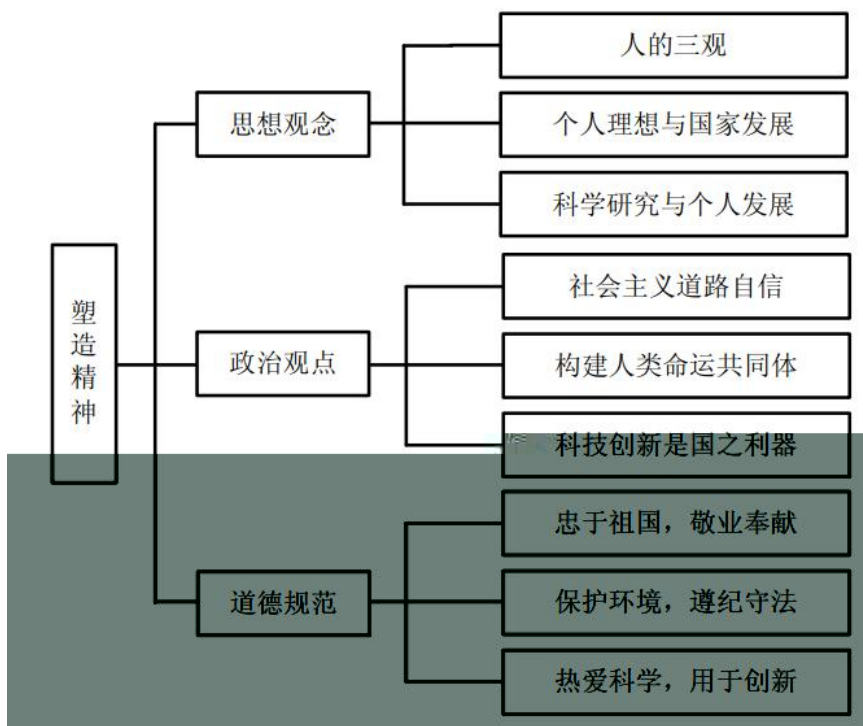 塑造精神
思想观念
人的三观
个人理想与国家发展
科学研究与个人发展
政治观点
社会主义道路自信
构建人类命运共同体
科技创新是国之利器
道德规范
忠于祖国，敬业奉献
保护环境，遵纪守法
热爱科学，用于创新